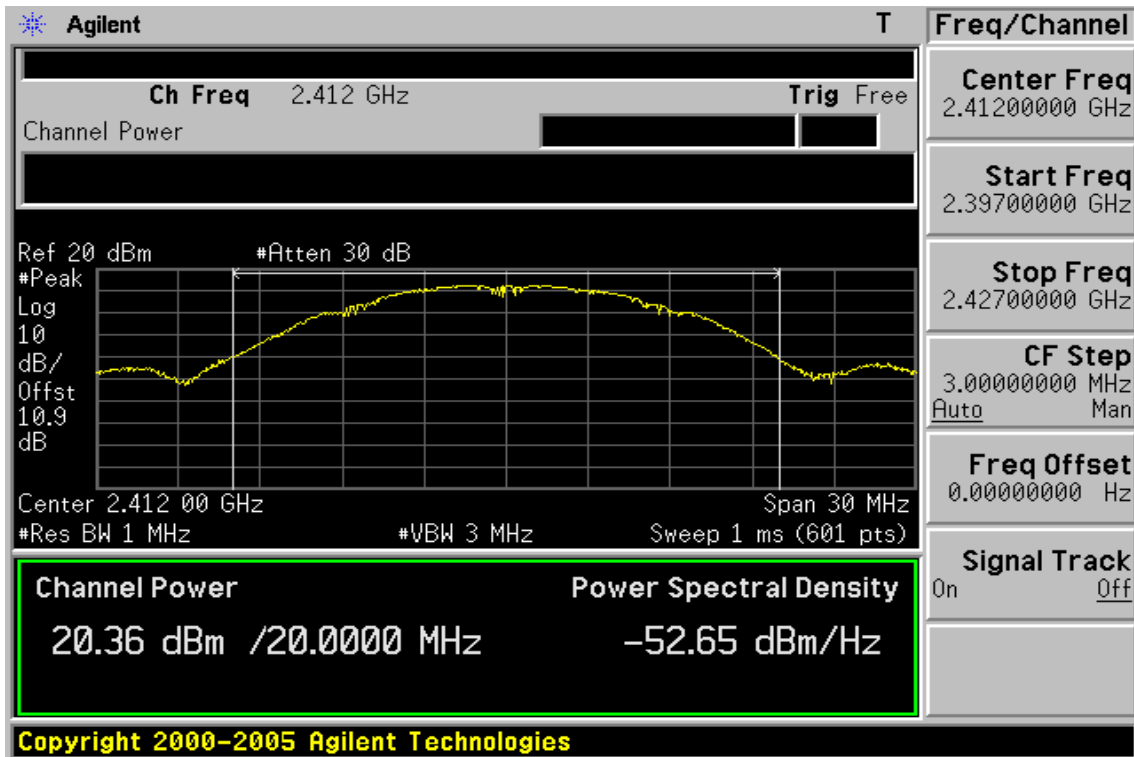 Agilent T
Ch Freq 2.412 GHz Trig Free
Channel Power
Ref 20 dBm #Atten 30 dB
#Peak
Log
10
dB/
Offst
10.9
dB
Center 2.412 00 GHz Span 30 MHz
#Res BW 1 MHz #VBW 3 MHz Sweep 1 ms (601 pts)
Channel Power Power Spectral Density
20.36 dBm /20.0000 MHz -52.65 dBm/Hz
Copyright 2000-2005 Agilent Technologies
Freq/Channel
Center Freq
2.41200000 GHz
Start Freq
2.39700000 GHz
Stop Freq
2.42700000 GHz
CF Step
3.00000000 MHz
Auto Man
Freq Offset
0.00000000 Hz
Signal Track
On Off